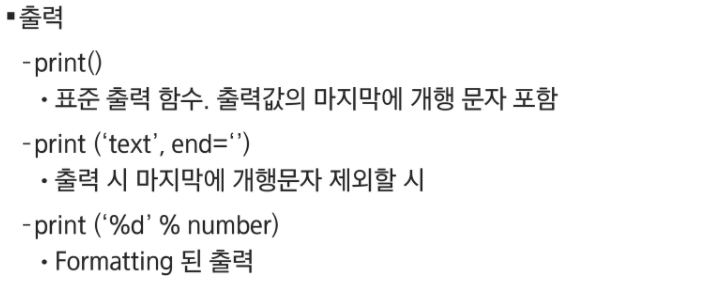 ▪출력
-print()
• 표준 출력 함수. 출력값의 마지막에 개행 문자 포함
-print (‘text’, end=‘’)
• 출력 시 마지막에 개행문자 제외할 시
-print (‘%d’ % number)
• Formatting 된 출력